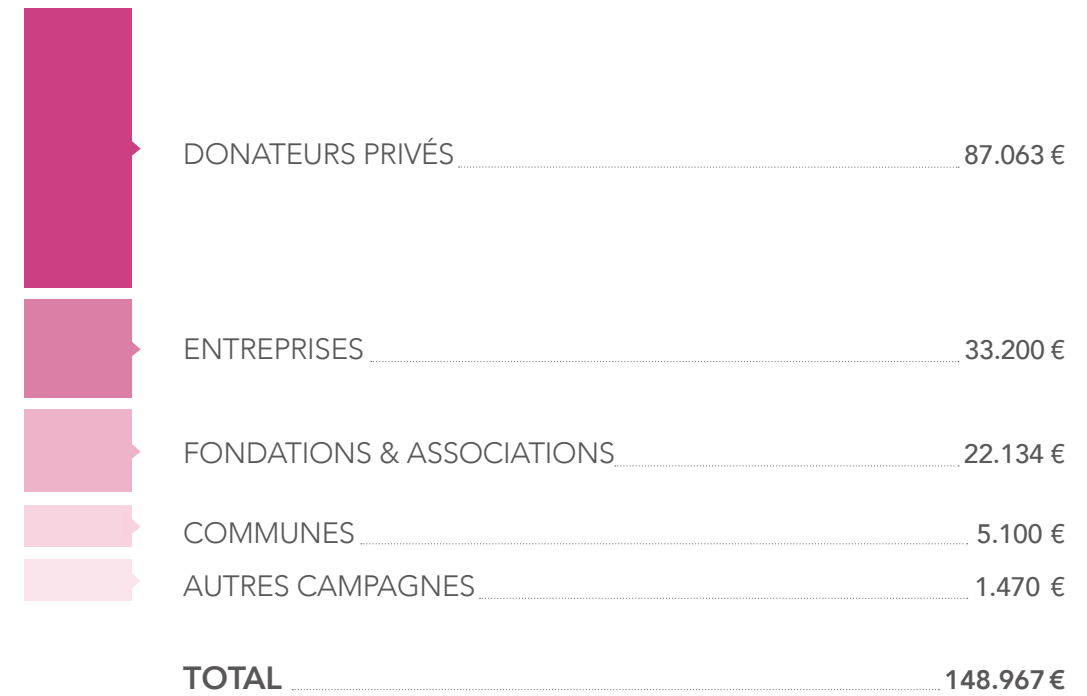 DONATEURS PRIVÉS 87.063 €
ENTREPRISES 33.200 €
FONDATIONS & ASSOCIATIONS 22.134 €
COMMUNES 5.100 €
AUTRES CAMPAGNES 1.470 €
TOTAL 148.967 €